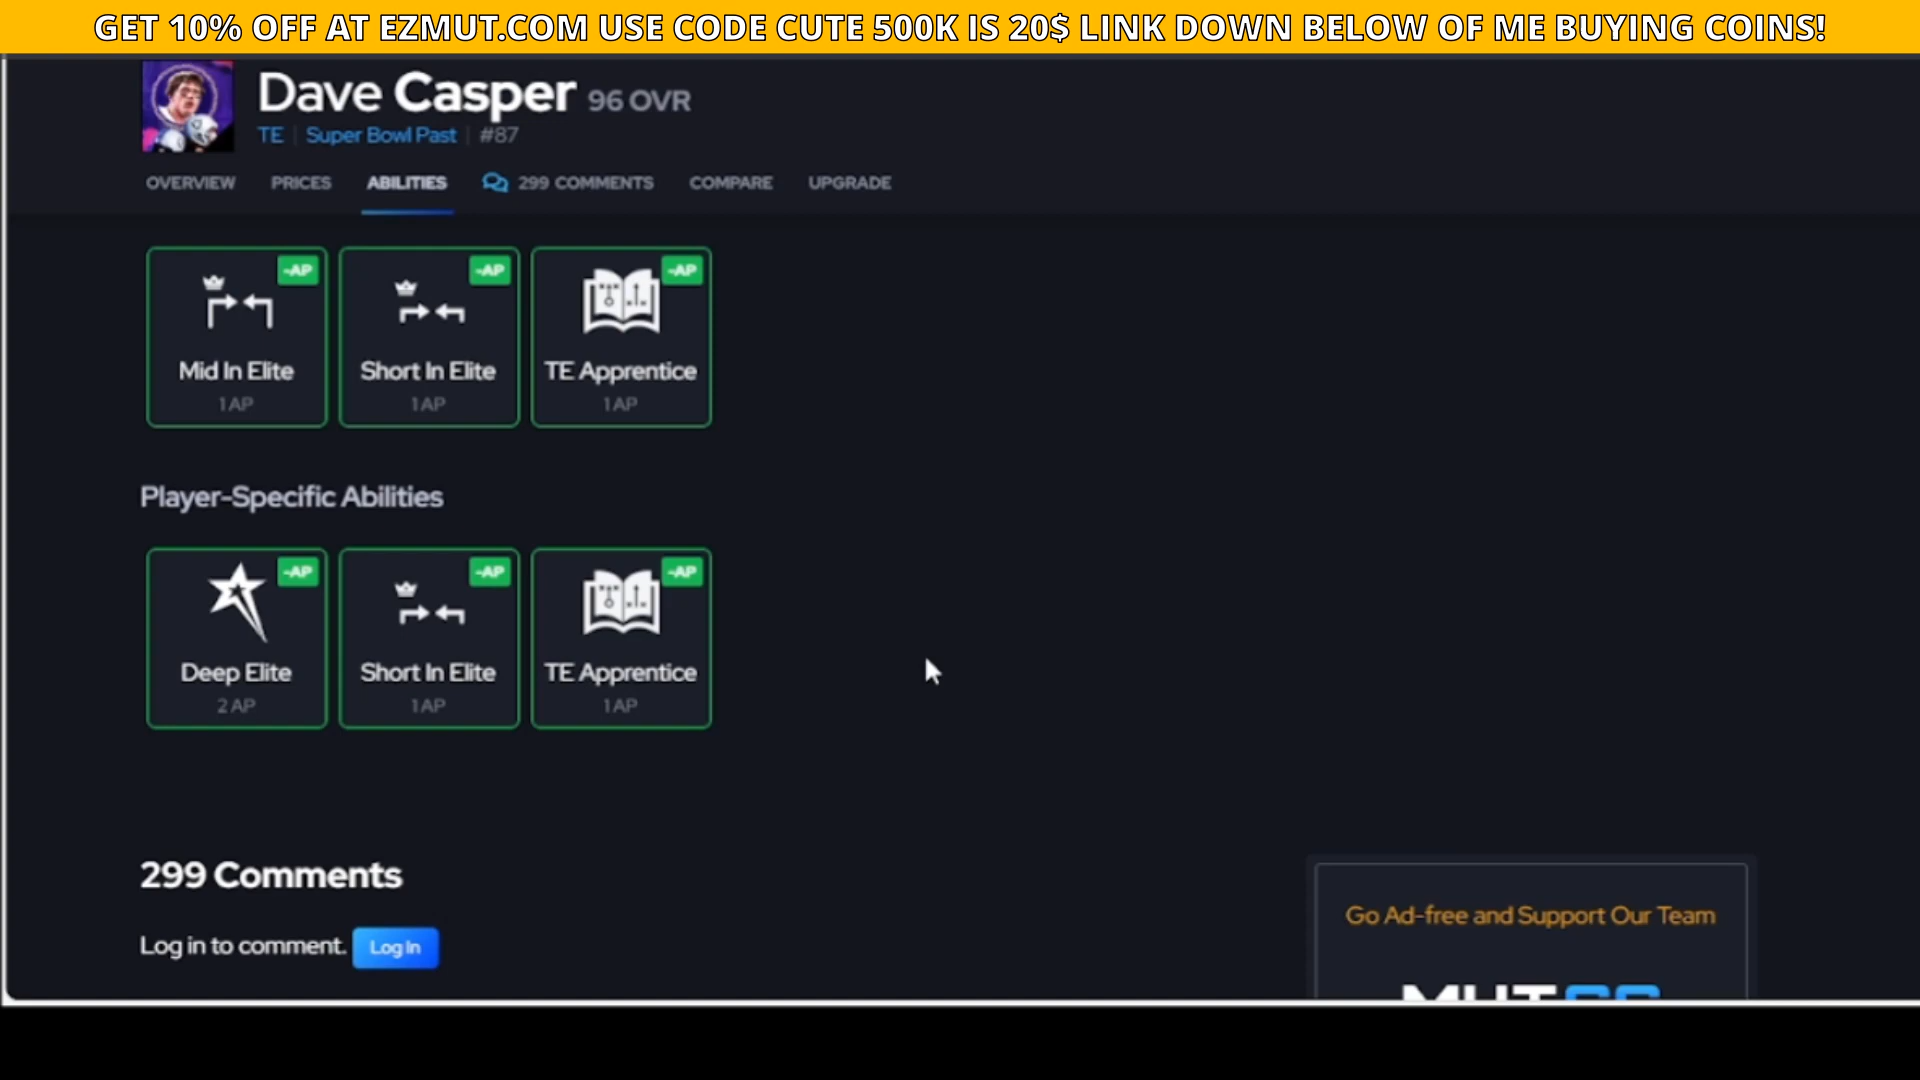 GET 10% OFF AT EZMUT.COM USE CODE CUTE 500K IS 20$ LINK DOWN BELOW OF ME BUYING COINS!
Dave Casper 96 OVR
TE | Super Bowl Past | #87
OVERVIEW PRICES ABILITIES 299 COMMENTS COMPARE UPGRADE
-AP -AP -AP
Mid In Elite Short In Elite TE Apprentice
1 AP 1 AP 1 AP
Player-Specific Abilities
-AP -AP -AP
Deep Elite Short In Elite TE Apprentice
2 AP 1 AP 1 AP
299 Comments
Go Ad-free and Support Our Team
Log in to comment. Log In